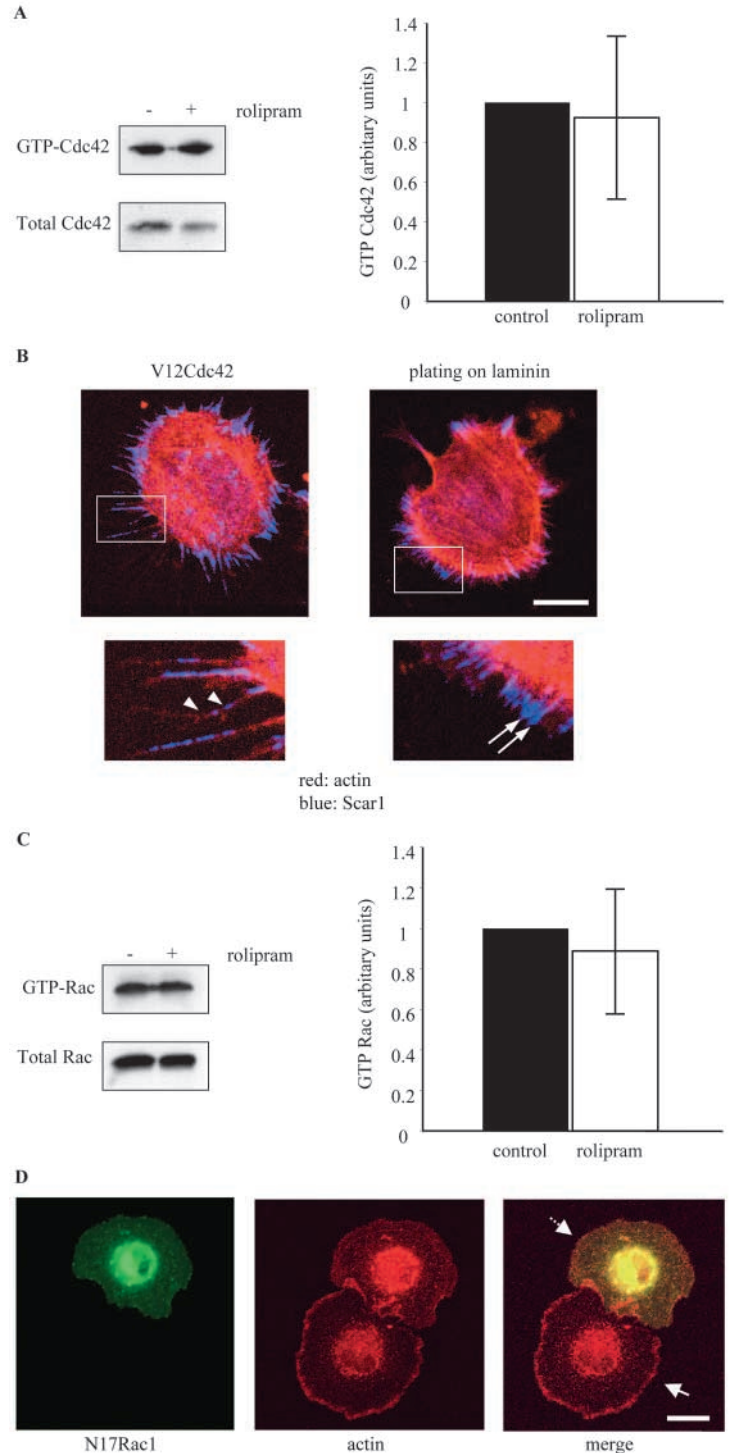 A
- + rolipram
GTP-Cdc42
Total Cdc42
GTP Cdc42 (arbitary units)
1.4
1.2
1
0.8
0.6
0.4
0.2
0
control rolipram
B
V12Cdc42 plating on laminin
red: actin
blue: Scar1
C
- + rolipram
GTP-Rac
Total Rac
GTP Rac (arbitary units)
1.4
1.2
1
0.8
0.6
0.4
0.2
0
control rolipram
D
N17Rac1 actin merge